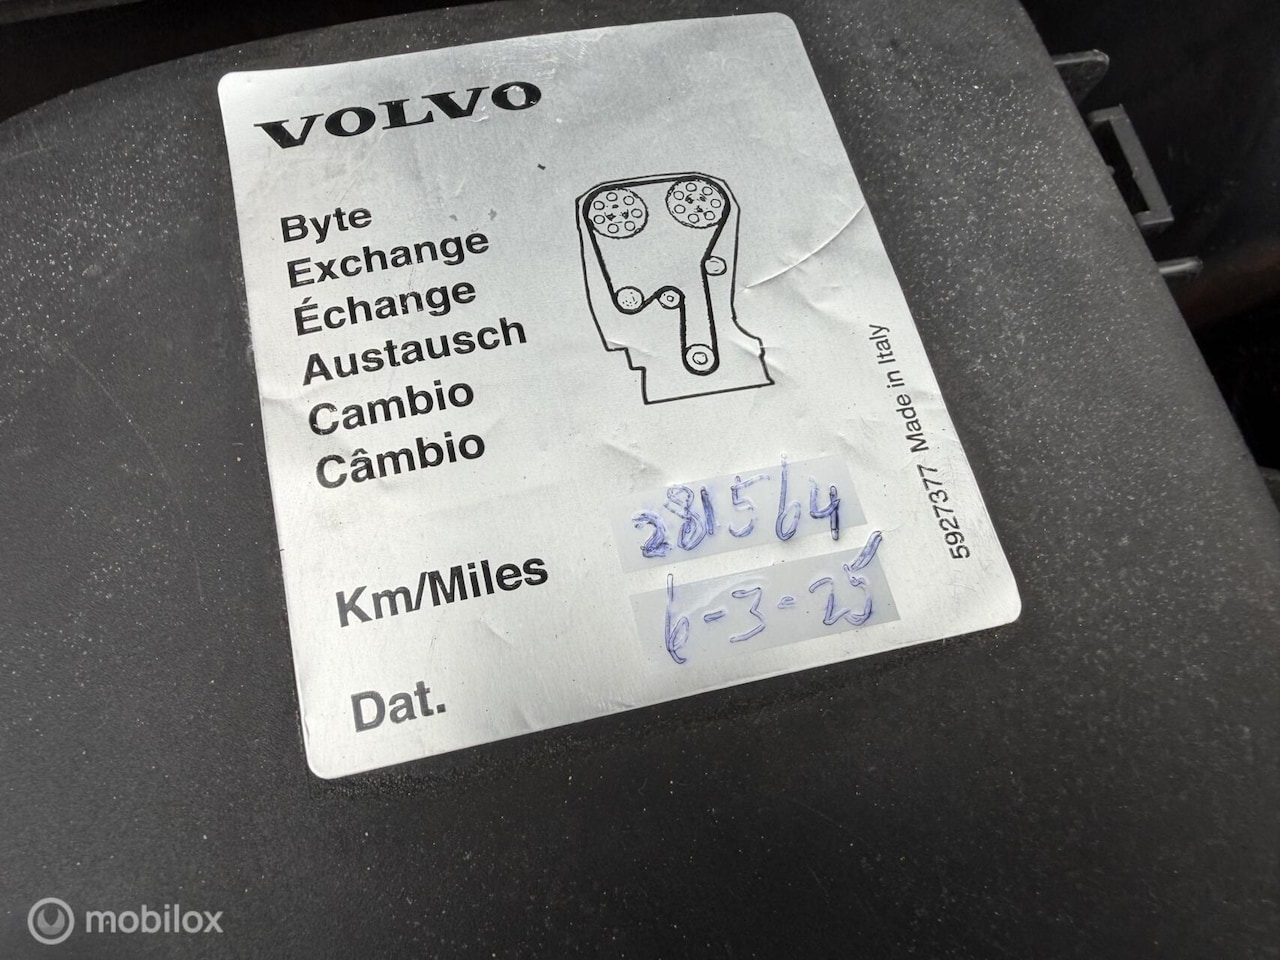 VOLVO
Byte
Exchange
Échange
Austausch
Cambio
Câmbio
Km/Miles 281564
Dat. 6-3-25
5927377 Made in Italy
mobilox